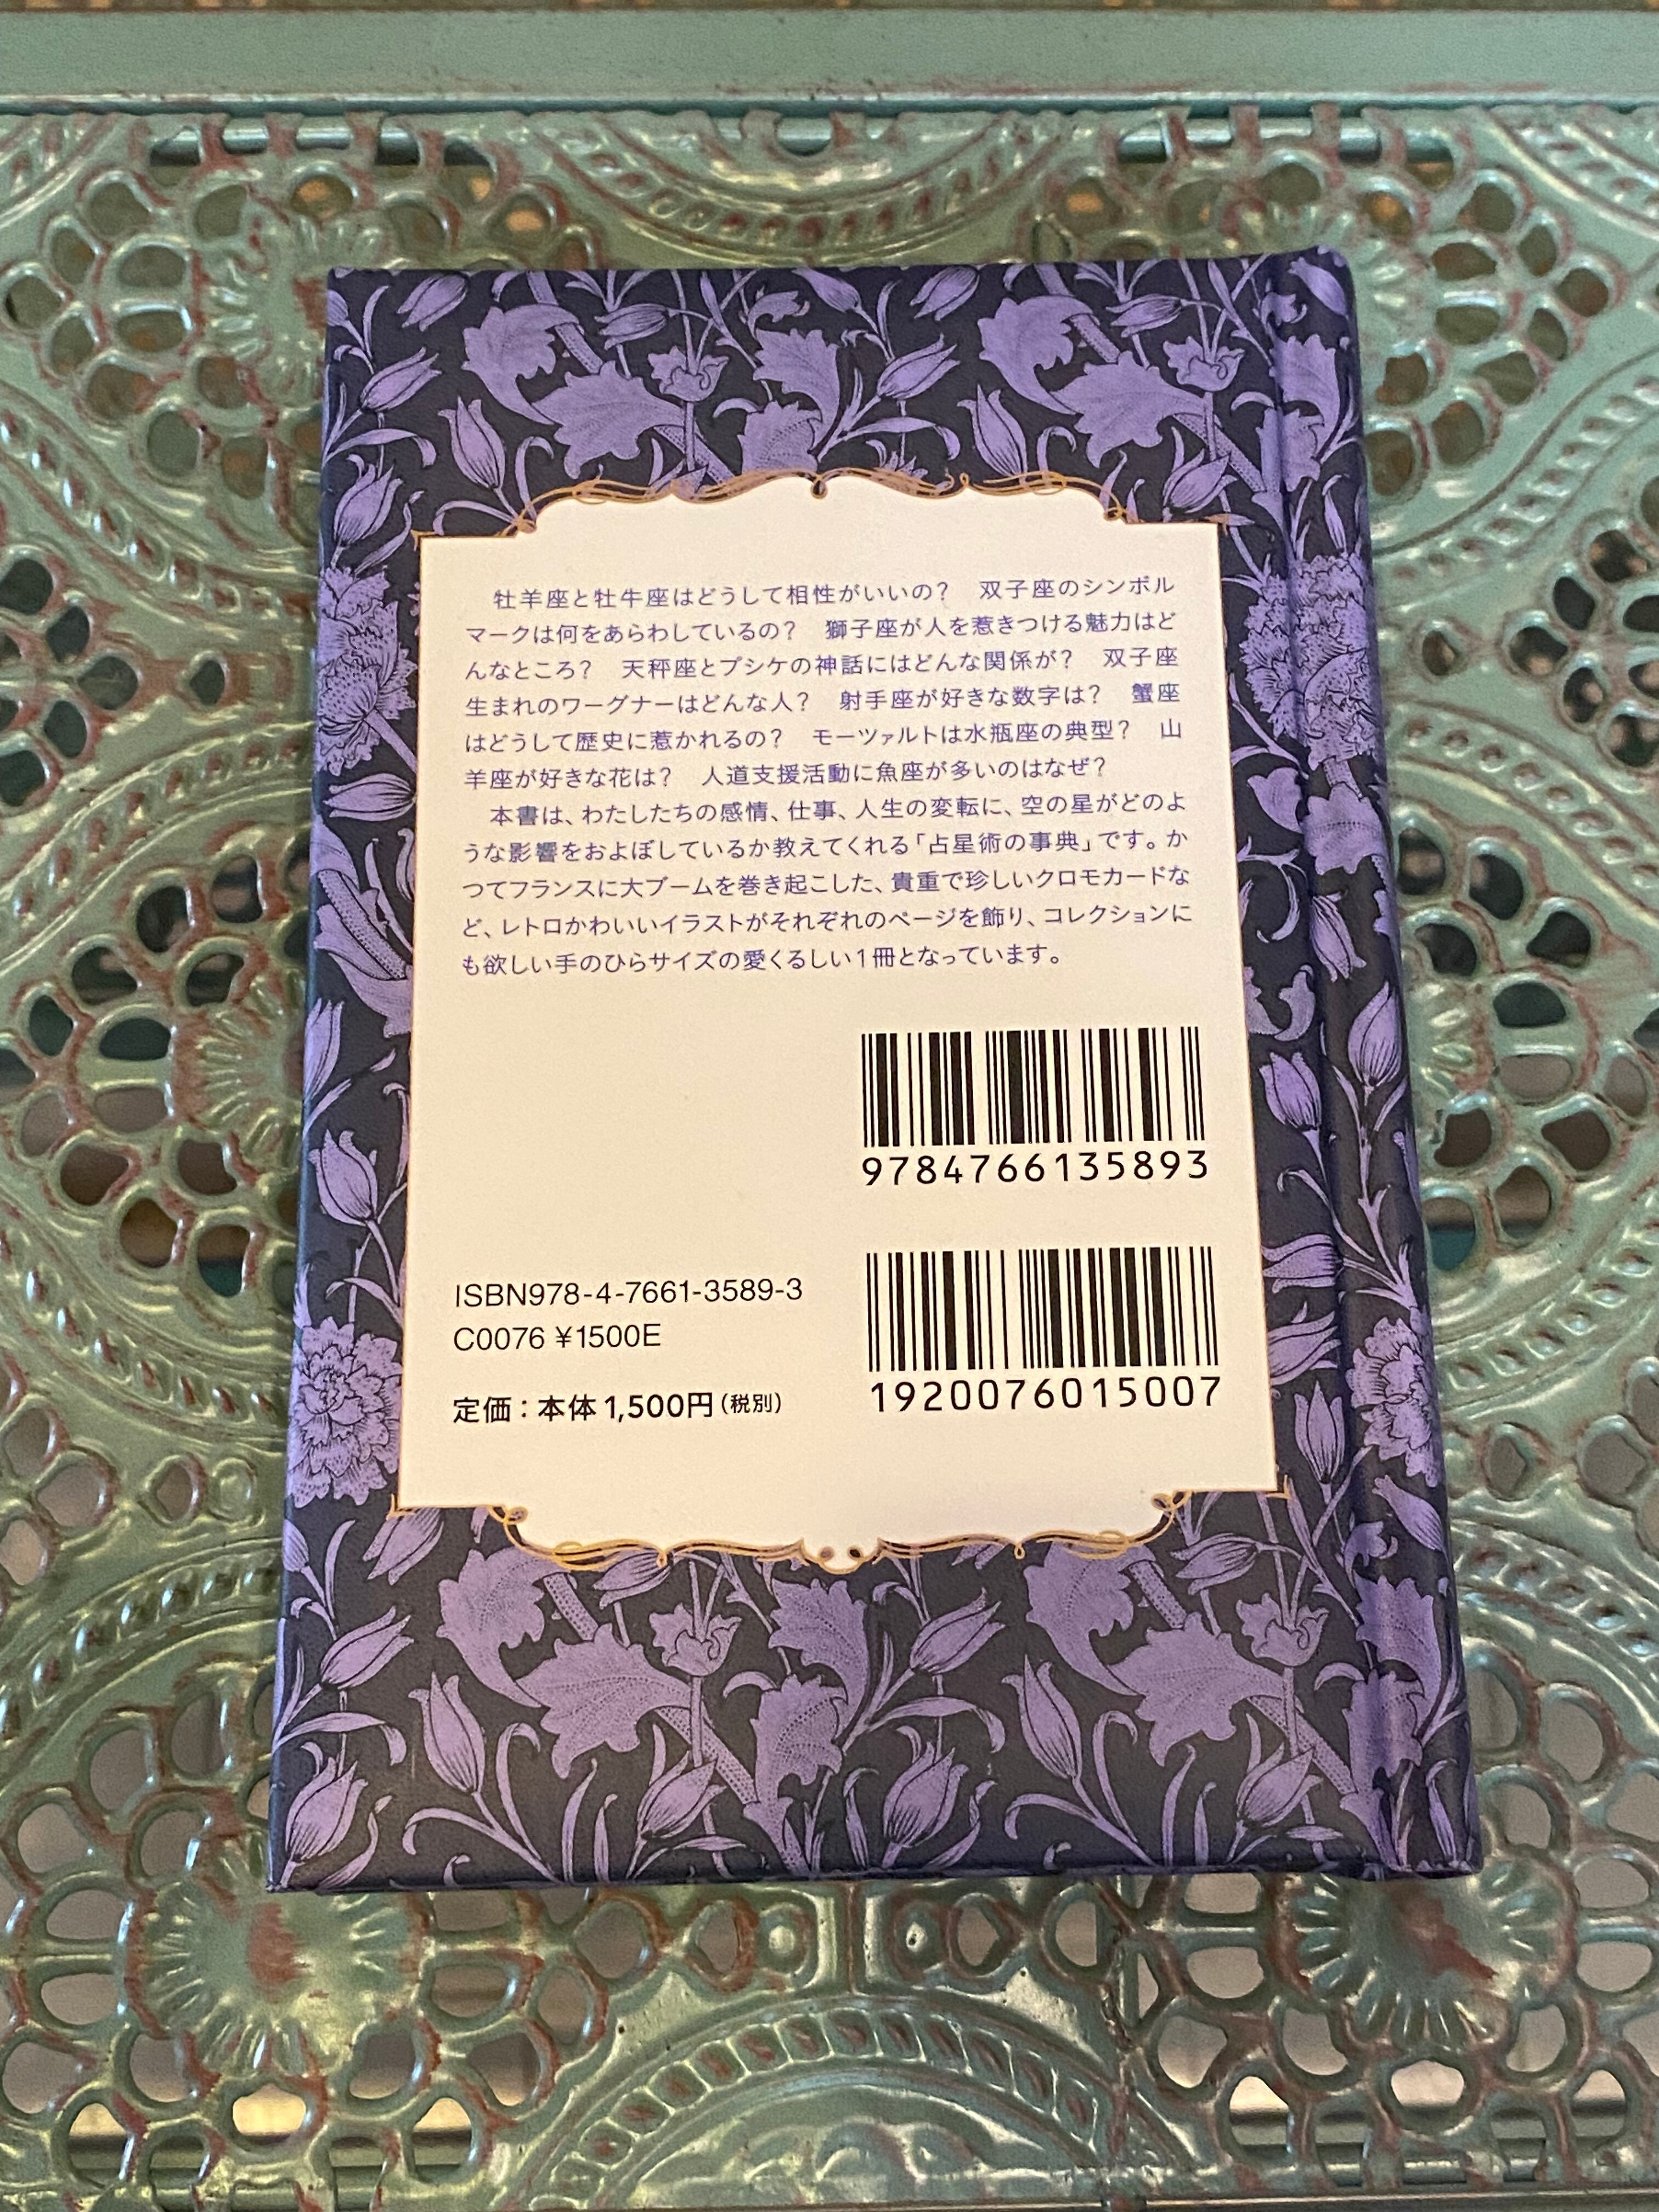 牡羊座と牡牛座はどうして相性がいいの？　双子座のシンボル
マークは何をあらわしているの？　獅子座が人を惹きつける魅力はど
んなところ？　天秤座とプシケの神話にはどんな関係が？　双子座
生まれのワーグナーはどんな人？　射手座が好きな数字は？　蟹座
はどうして歴史に惹かれるの？　モーツァルトは水瓶座の典型？　山
羊座が好きな花は？　人道支援活動に魚座が多いのはなぜ？
本書は、わたしたちの感情、仕事、人生の変転に、空の星がどのよ
うな影響をおよぼしているか教えてくれる「占星術の事典」です。か
つてフランスに大ブームを巻き起こした、貴重で珍しいクロモカードな
ど、レトロかわいいイラストがそれぞれのページを飾り、コレクションに
も欲しい手のひらサイズの愛くるしい1冊となっています。
9784766135893
ISBN978-4-7661-3589-3
C0076 ¥1500E
定価：本体1,500円（税別）
1920076015007